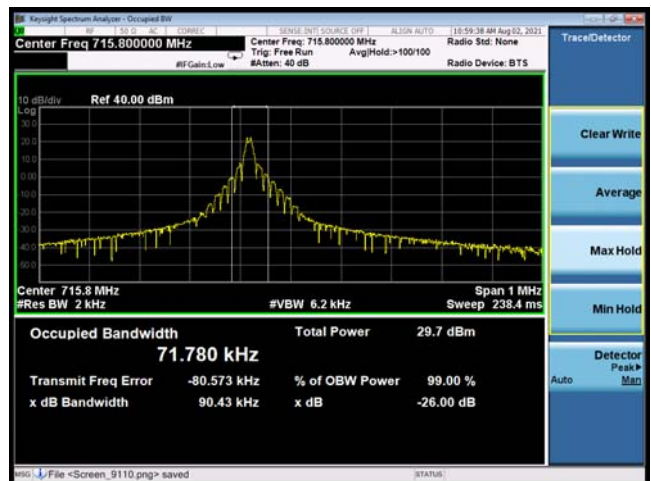 Keysight Spectrum Analyzer - Occupied BW
RF 50 Ω AC CORREC SENSE:INT SOURCE OFF ALIGN AUTO 10:59:38 AM Aug 02, 2021
Center Freq 715.800000 MHz
Center Freq: 715.800000 MHz
Radio Std: None
Trig: Free Run Avg|Hold:>100/100
#IFGain:Low #Atten: 40 dB Radio Device: BTS
Trace/Detector
10 dB/div Ref 40.00 dBm
Log
30.0
20.0
10.0
0.00
-10.0
-20.0
-30.0
-40.0
-50.0
Center 715.8 MHz Span 1 MHz
#Res BW 2 kHz #VBW 6.2 kHz Sweep 238.4 ms
Occupied Bandwidth Total Power 29.7 dBm
71.780 kHz
Transmit Freq Error -80.573 kHz % of OBW Power 99.00 %
x dB Bandwidth 90.43 kHz x dB -26.00 dB
Clear Write
Average
Max Hold
Min Hold
Detector
Peak▶
Auto Man
MSG File <Screen_9110.png> saved STATUS